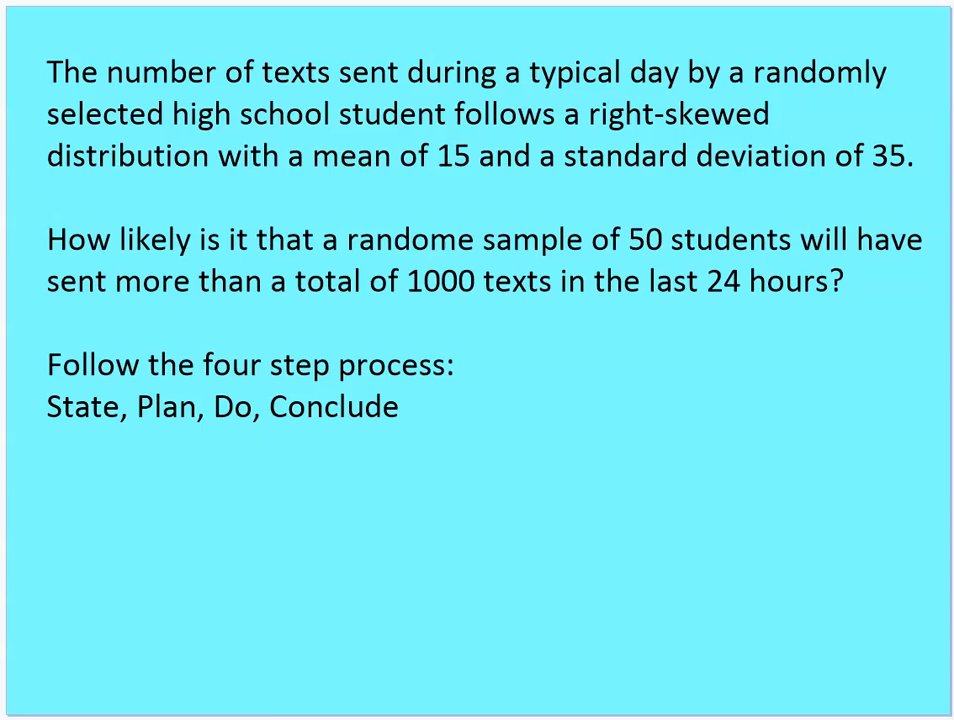 The number of texts sent during a typical day by a randomly
selected high school student follows a right-skewed
distribution with a mean of 15 and a standard deviation of 35.
How likely is it that a randome sample of 50 students will have
sent more than a total of 1000 texts in the last 24 hours?
Follow the four step process:
State, Plan, Do, Conclude